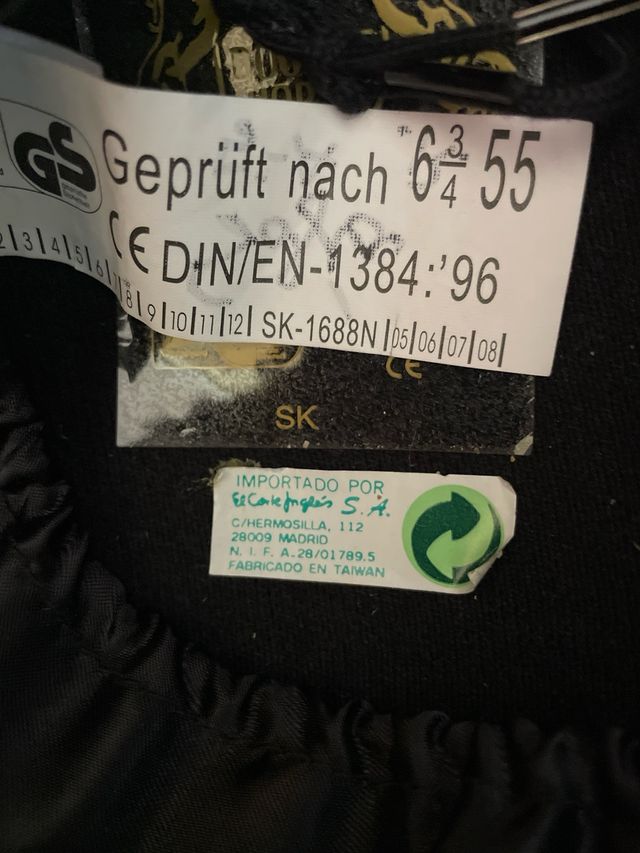 GS
Geprüft nach 6 3/4 55
CE DIN/EN-1384:'96
2|3|4|5|6|7|8|9|10|11|12| SK-1688N |05|06|07|08|
CE
SK
IMPORTADO POR
El Corte Inglés S. A.
C/HERMOSILLA, 112
28009 MADRID
N. I. F. A-28/01789.5
FABRICADO EN TAIWAN